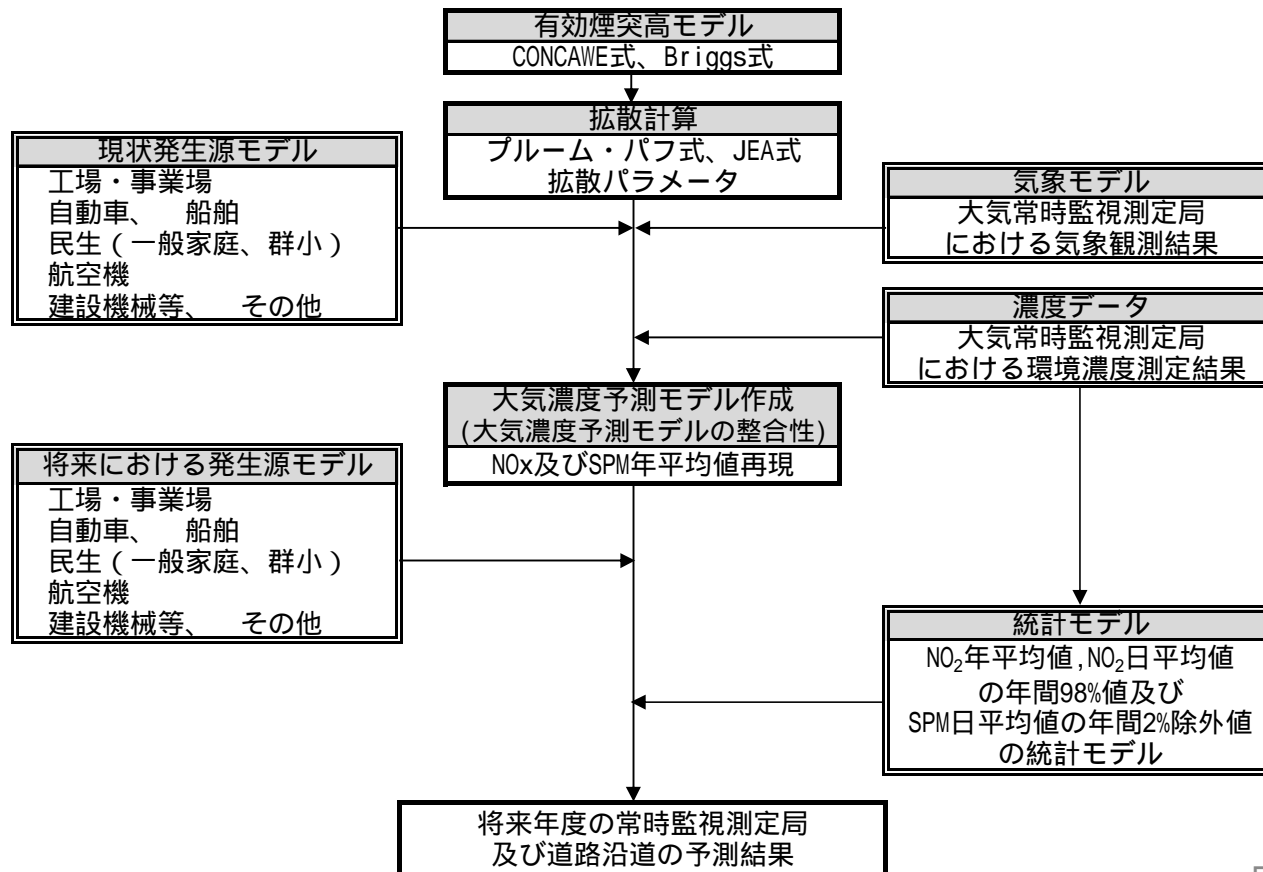 有効煙突高モデル
CONCAWE式、Briggs式
拡散計算
プルーム・パフ式、JEA式
拡散パラメータ
現状発生源モデル
工場・事業場
自動車、 船舶
民生（一般家庭、群小）
航空機
建設機械等、 その他
気象モデル
大気常時監視測定局
における気象観測結果
濃度データ
大気常時監視測定局
における環境濃度測定結果
大気濃度予測モデル作成
(大気濃度予測モデルの整合性)
NOx及びSPM年平均値再現
将来における発生源モデル
工場・事業場
自動車、 船舶
民生（一般家庭、群小）
航空機
建設機械等、 その他
統計モデル
NO₂年平均値,NO₂日平均値
の年間98%値及び
SPM日平均値の年間2%除外値
の統計モデル
将来年度の常時監視測定局
及び道路沿道の予測結果